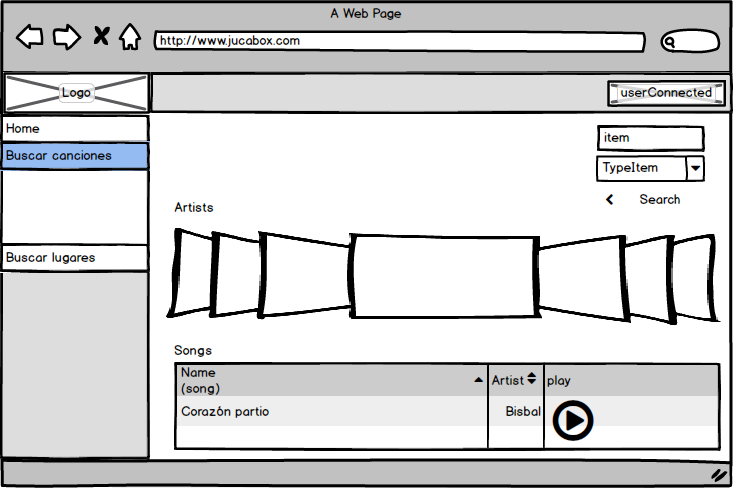 A Web Page
http://www.jucabox.com
Logo
userConnected
Home
Buscar canciones
Buscar lugares
item
TypeItem
Search
Artists
Songs
Name
(song)
Artist
play
Corazón partio
Bisbal